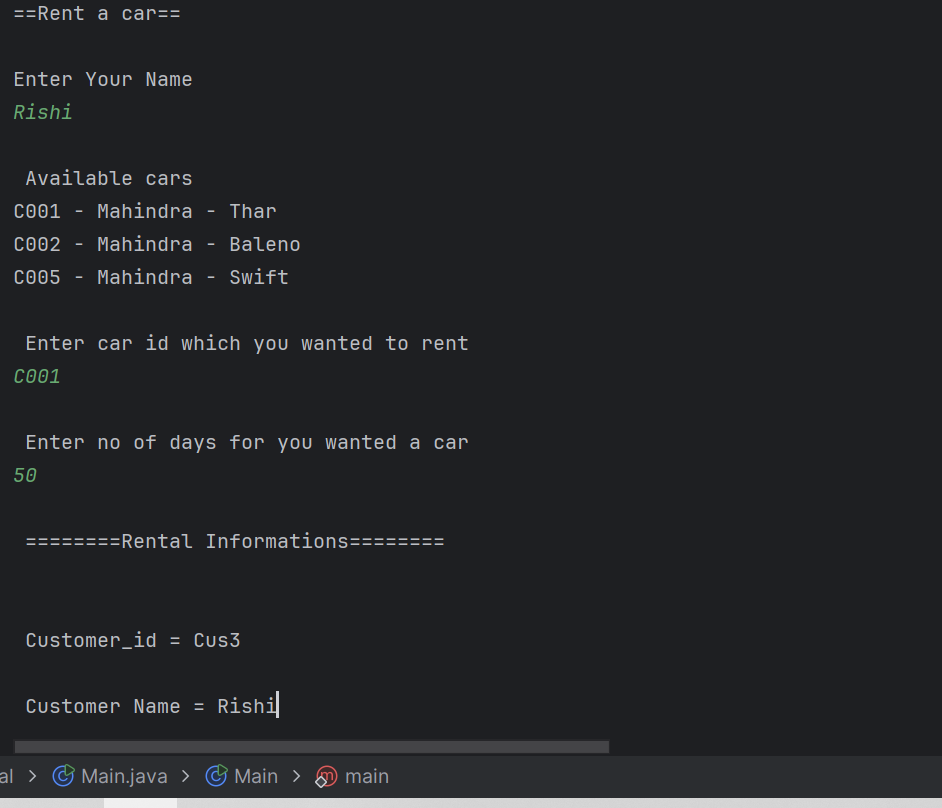 ==Rent a car==
Enter Your Name
Rishi
Available cars
C001 - Mahindra - Thar
C002 - Mahindra - Baleno
C005 - Mahindra - Swift
Enter car id which you wanted to rent
C001
Enter no of days for you wanted a car
50
========Rental Informations========
Customer_id = Cus3
Customer Name = Rishi
al > Main.java > Main > main